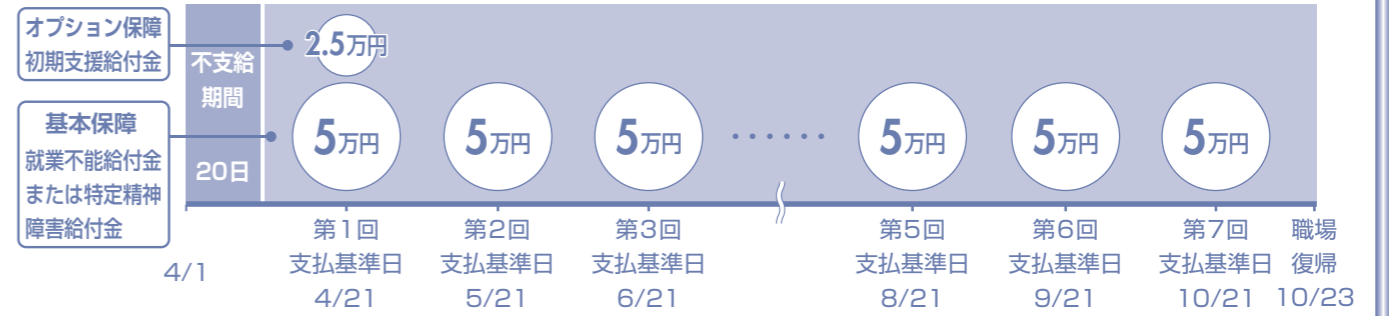 オプション保障
初期支援給付金
2.5万円
不支給
期間
20日
基本保障
就業不能給付金
または特定精神
障害給付金
5万円
5万円
5万円
……
5万円
5万円
5万円
4/1
第1回
支払基準日
4/21
第2回
支払基準日
5/21
第3回
支払基準日
6/21
第5回
支払基準日
8/21
第6回
支払基準日
9/21
第7回
支払基準日
10/21
職場
復帰
10/23